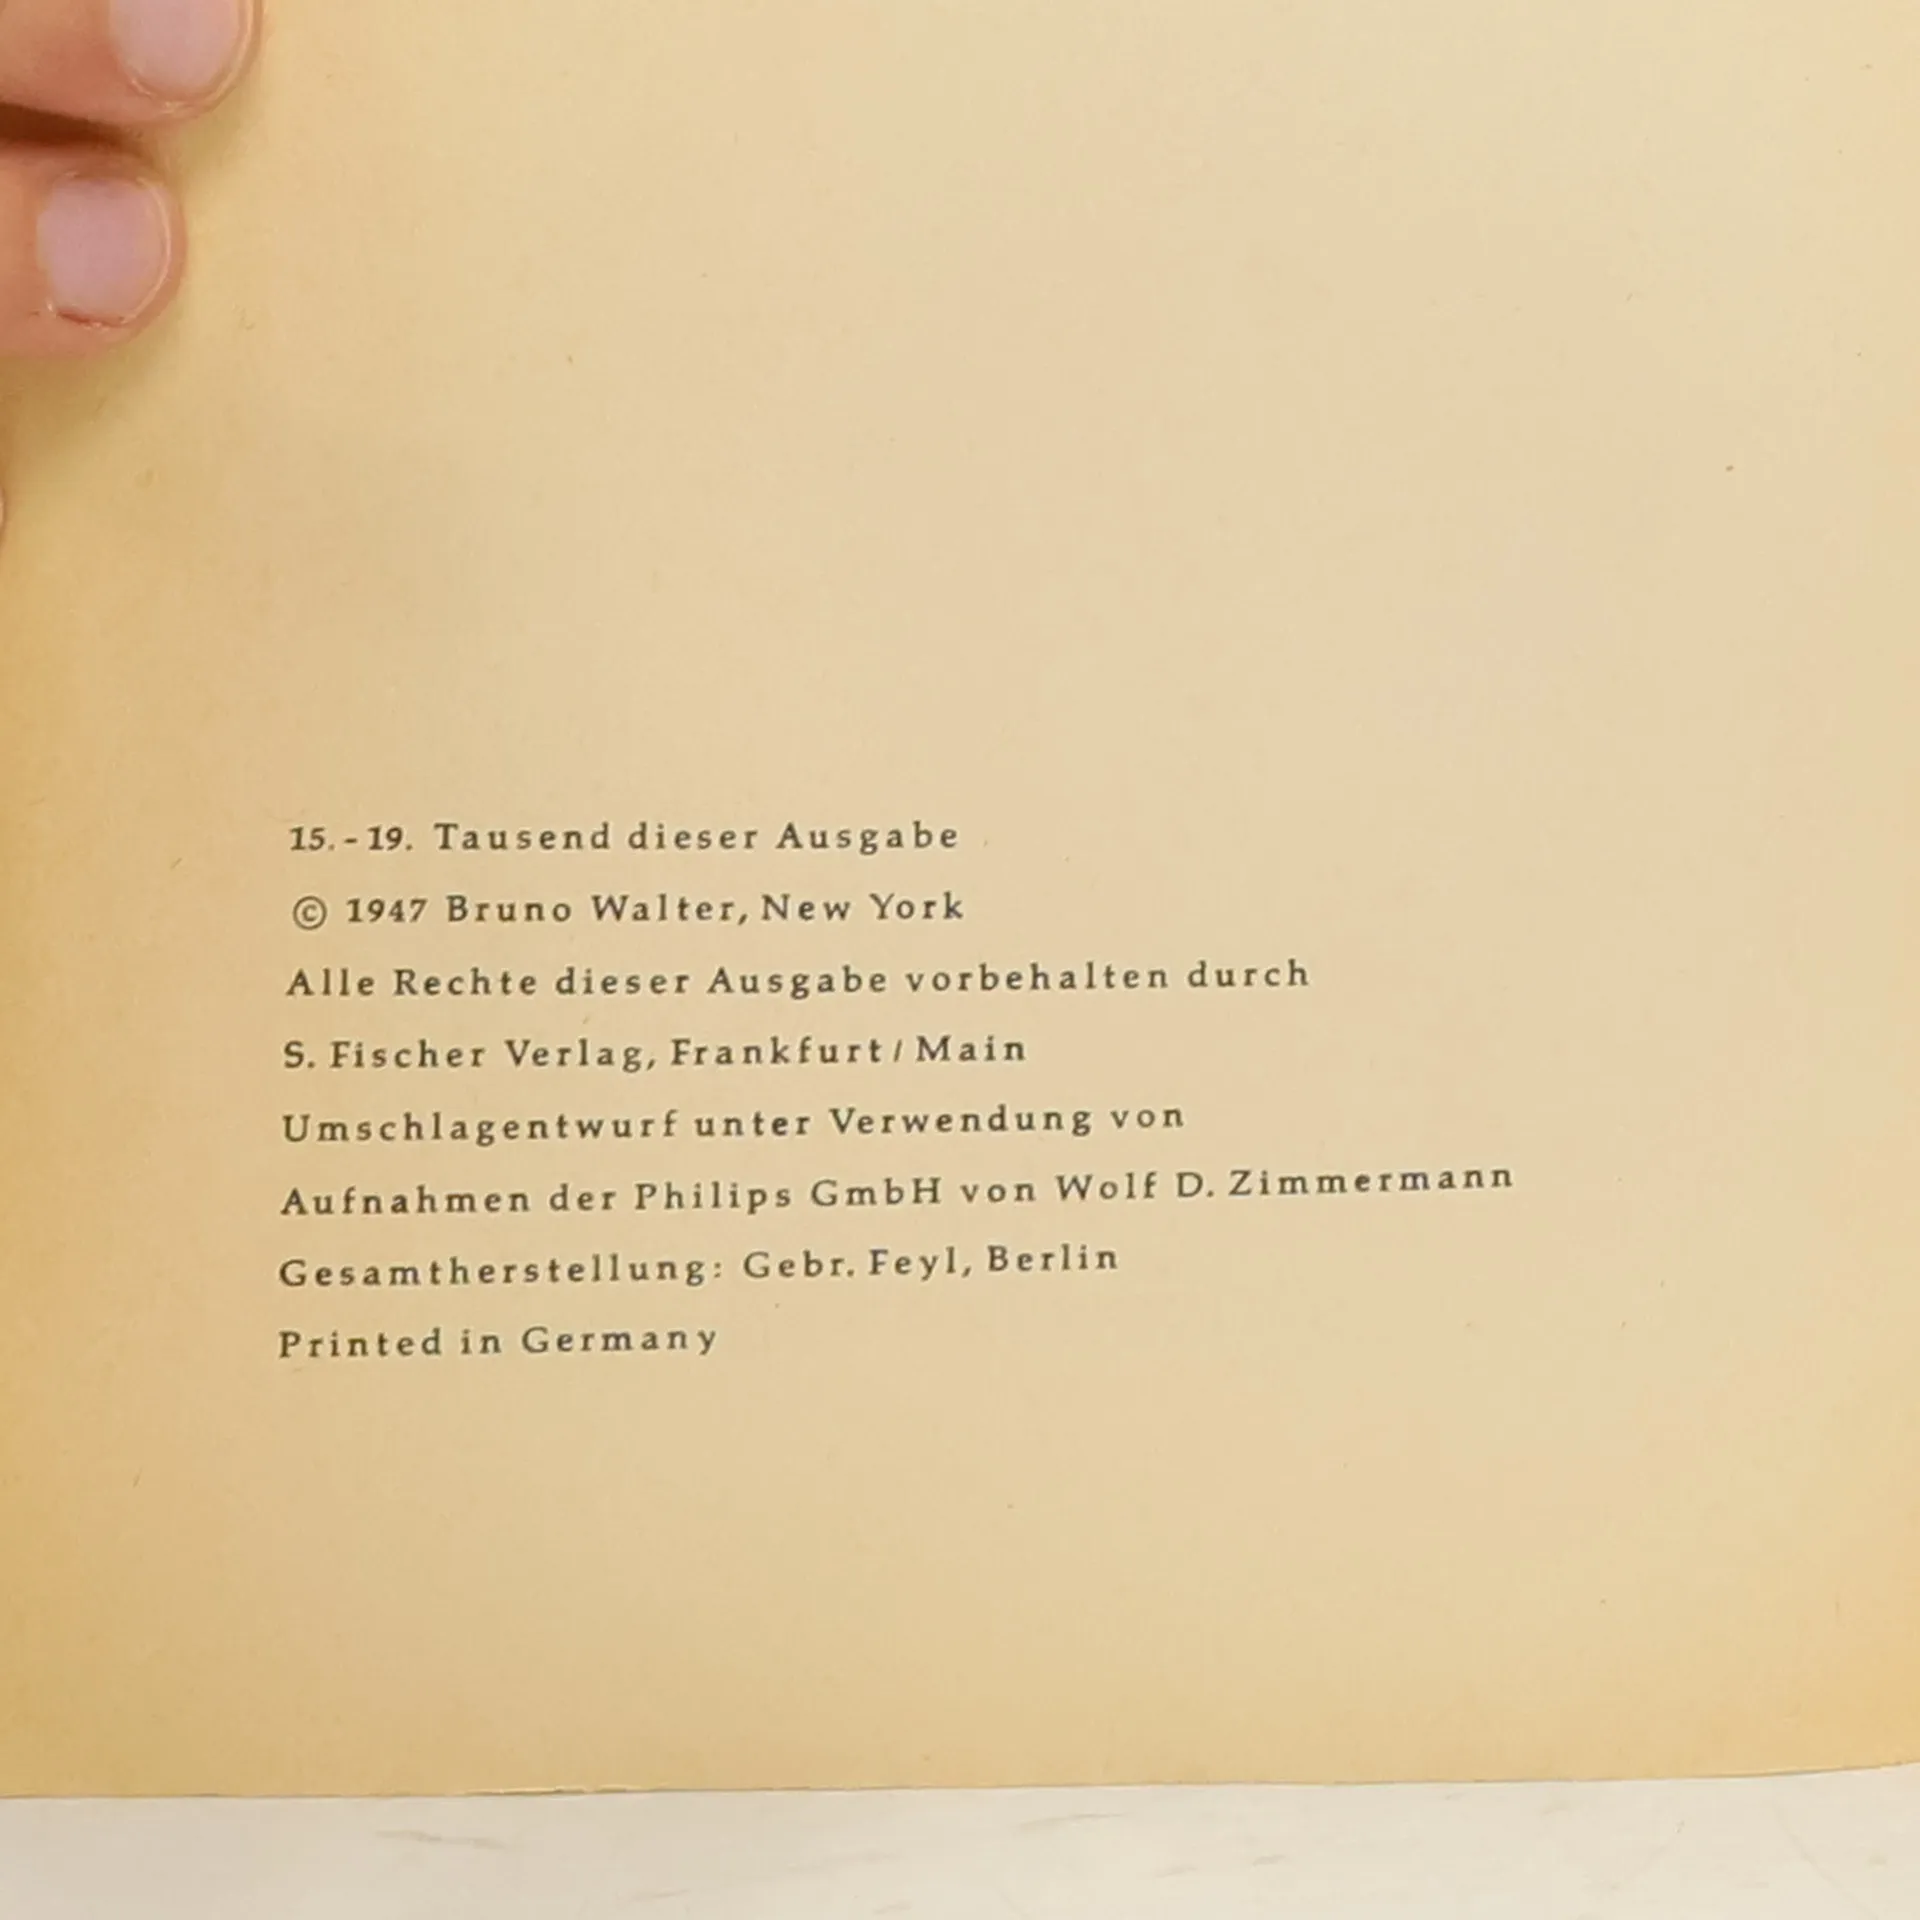 15.-19. Tausend dieser Ausgabe
© 1947 Bruno Walter, New York
Alle Rechte dieser Ausgabe vorbehalten durch
S. Fischer Verlag, Frankfurt / Main
Umschlagentwurf unter Verwendung von
Aufnahmen der Philips GmbH von Wolf D. Zimmermann
Gesamtherstellung: Gebr. Feyl, Berlin
Printed in Germany